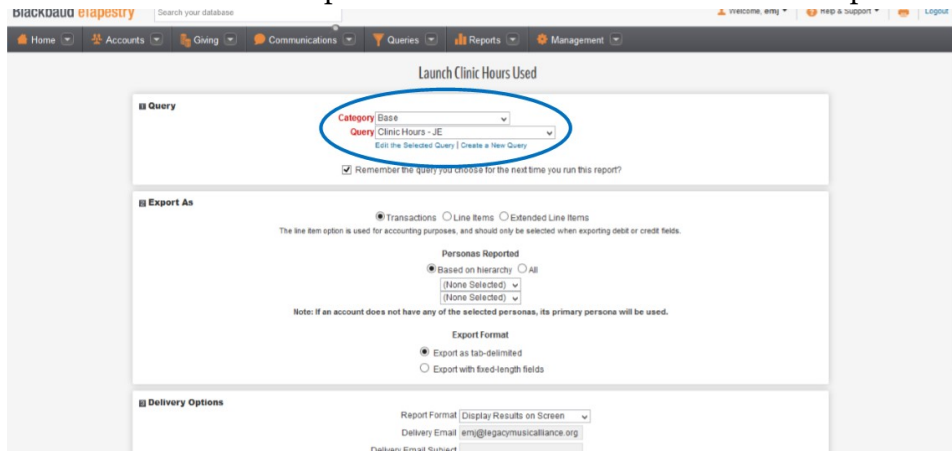 Blackbaud eTapestry Search your database Welcome, emj Help & Support Logout
Home Accounts Giving Communications Queries Reports Management
Launch Clinic Hours Used
Query
Category Base
Query Clinic Hours - JE
Edit the Selected Query | Create a New Query
Remember the query you choose for the next time you run this report?
Export As
Transactions Line Items Extended Line Items
The line item option is used for accounting purposes, and should only be selected when exporting debit or credit fields.
Personas Reported
Based on hierarchy All
(None Selected)
(None Selected)
Note: If an account does not have any of the selected personas, its primary persona will be used.
Export Format
Export as tab-delimited
Export with fixed-length fields
Delivery Options
Report Format Display Results on Screen
Delivery Email emj@legacymusicalliance.org
Delivery Email Subject